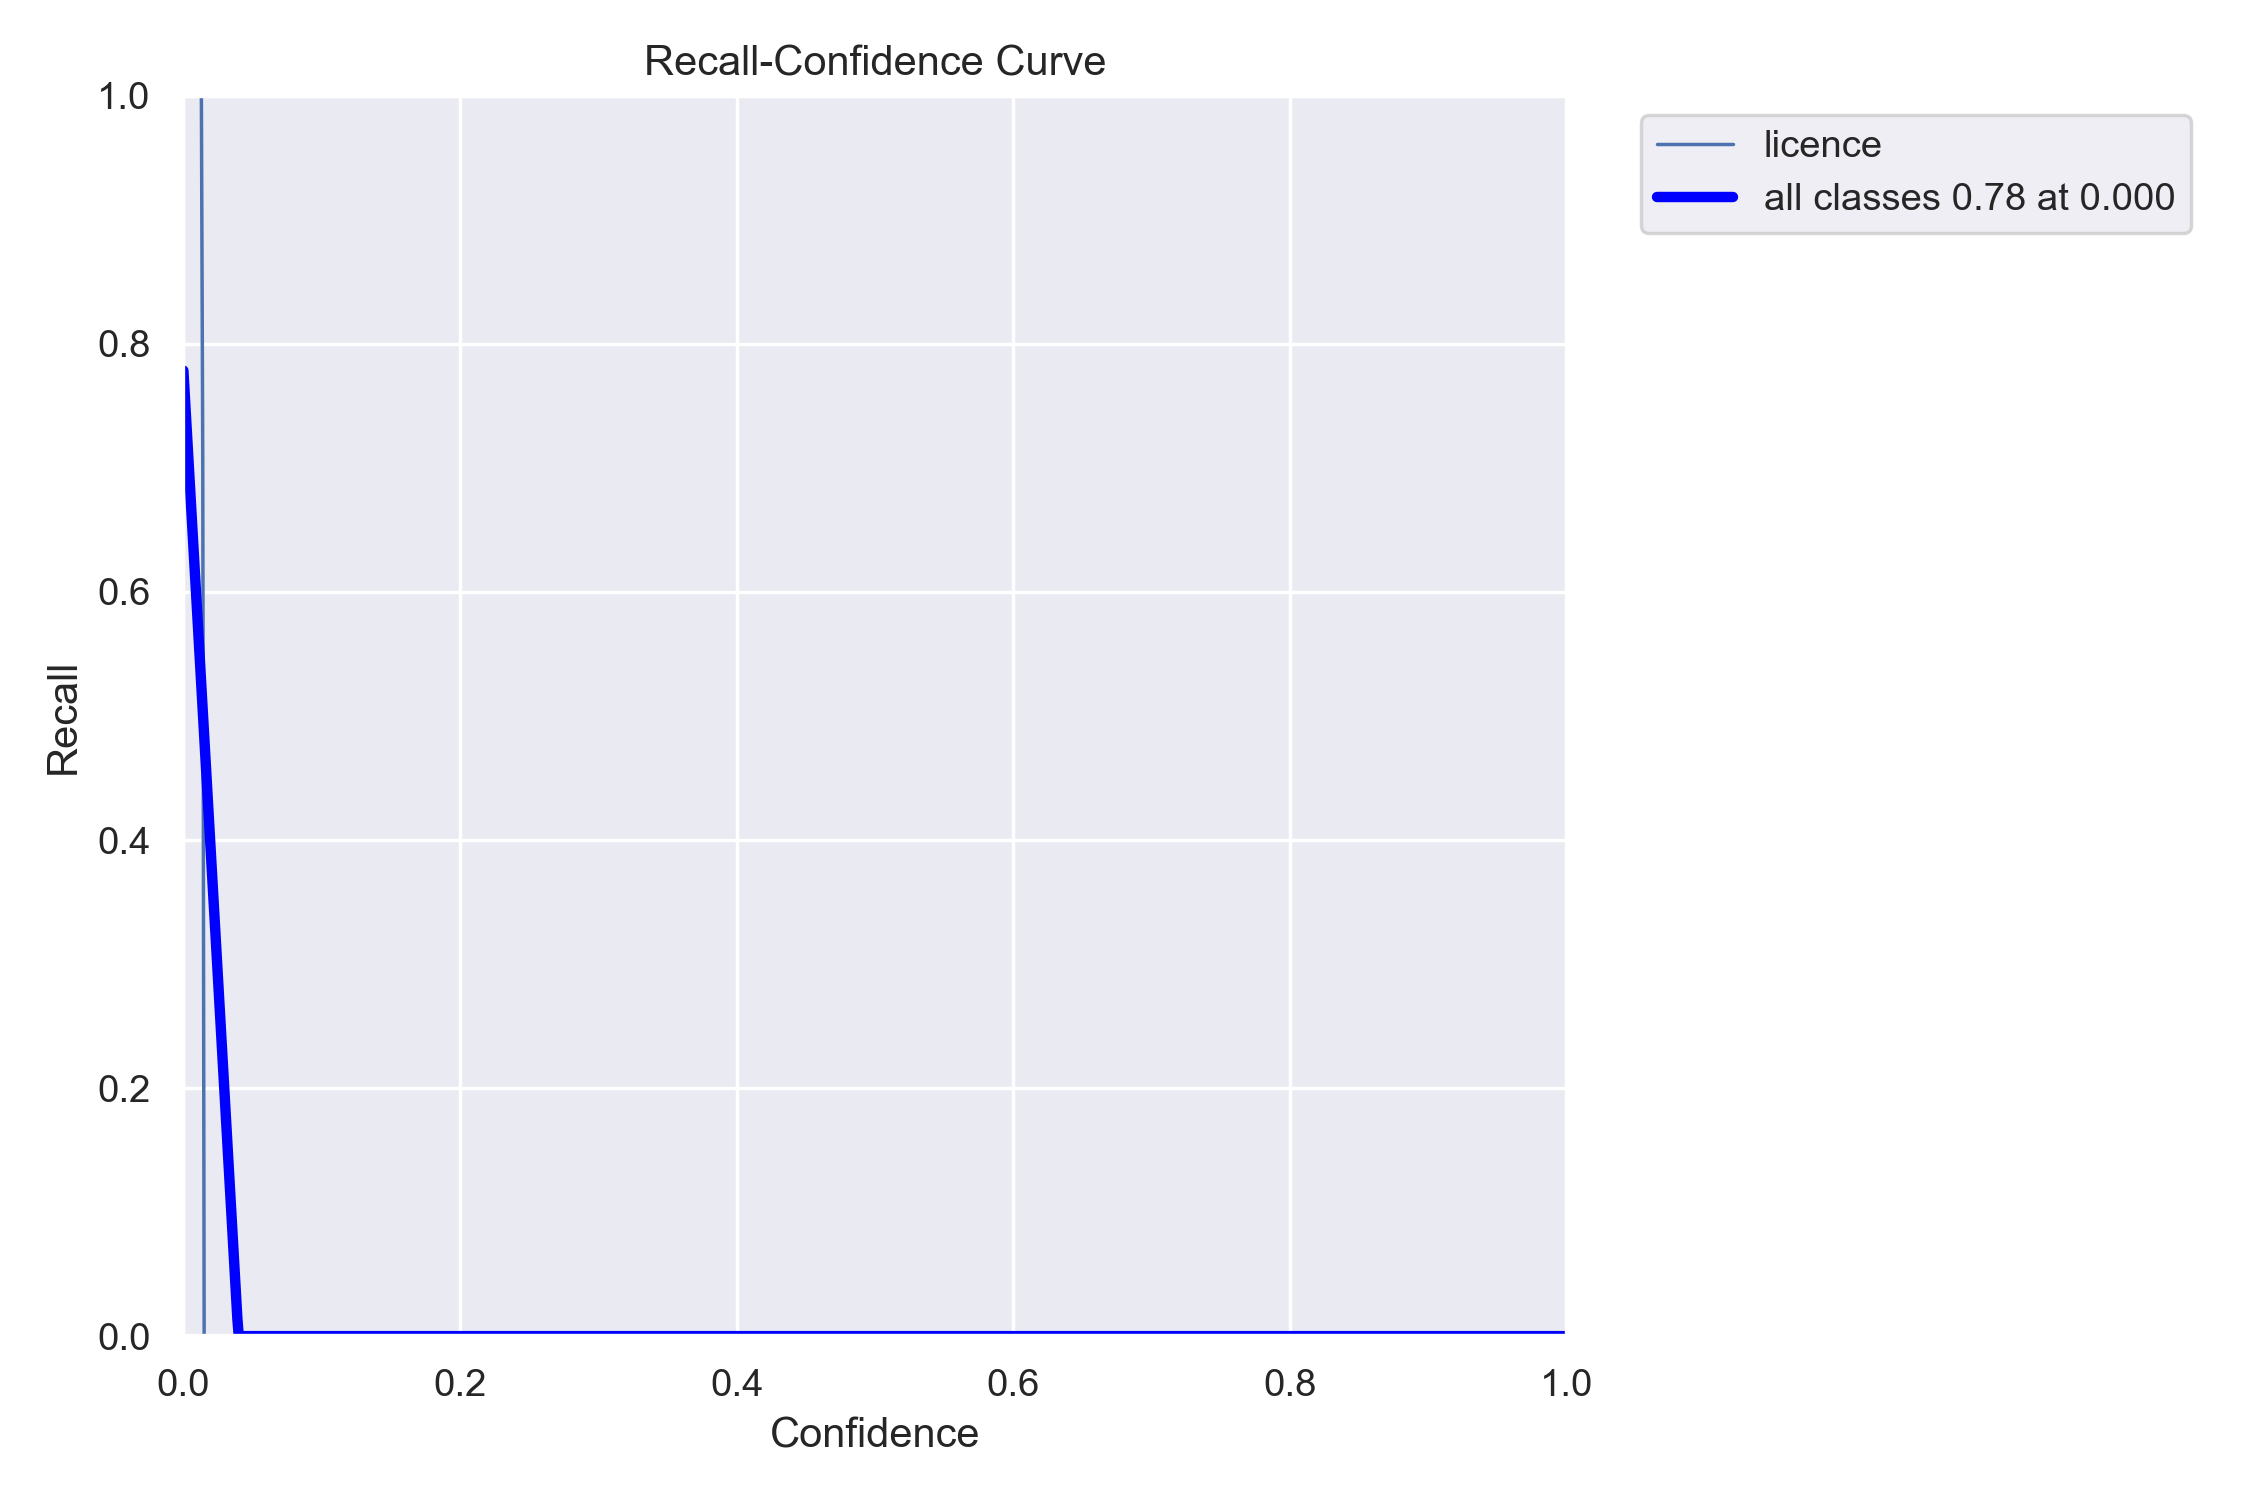 Recall-Confidence Curve
1.0
0.8
0.6
0.4
0.2
0.0
Recall
0.0 0.2 0.4 0.6 0.8 1.0
Confidence
licence
all classes 0.78 at 0.000